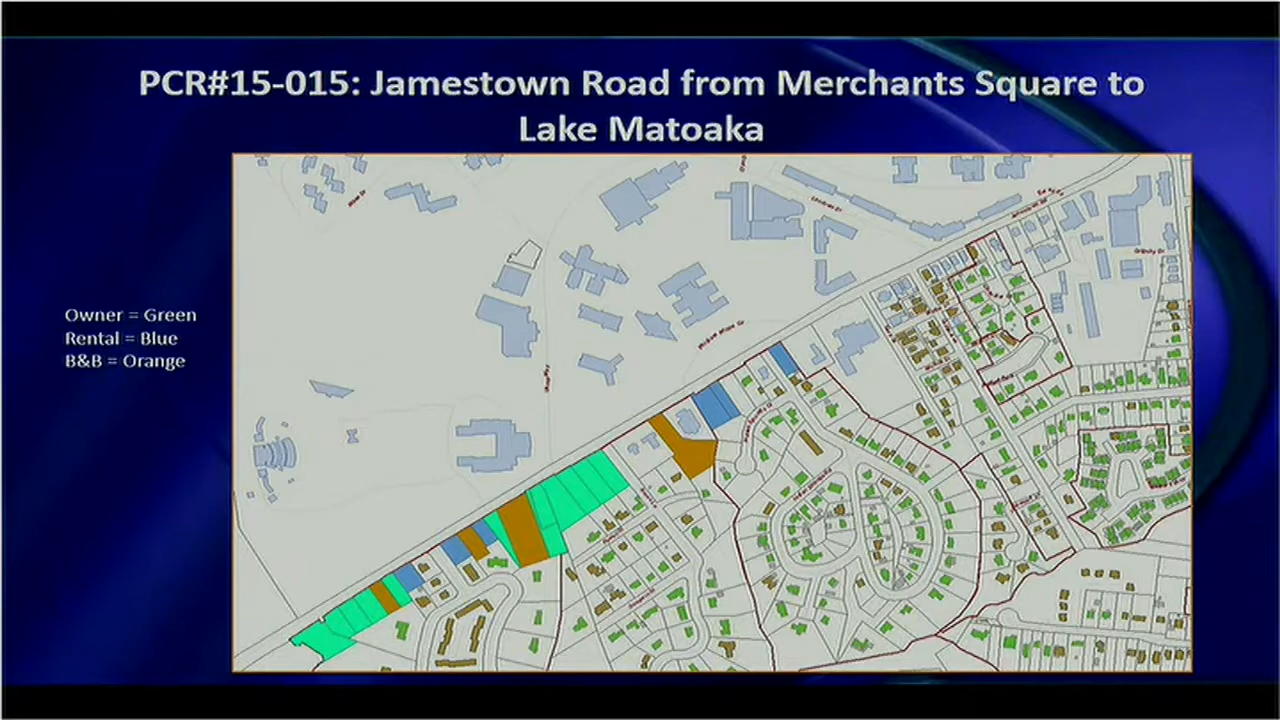 PCR#15-015: Jamestown Road from Merchants Square to
Lake Matoaka
Owner = Green
Rental = Blue
B&B = Orange